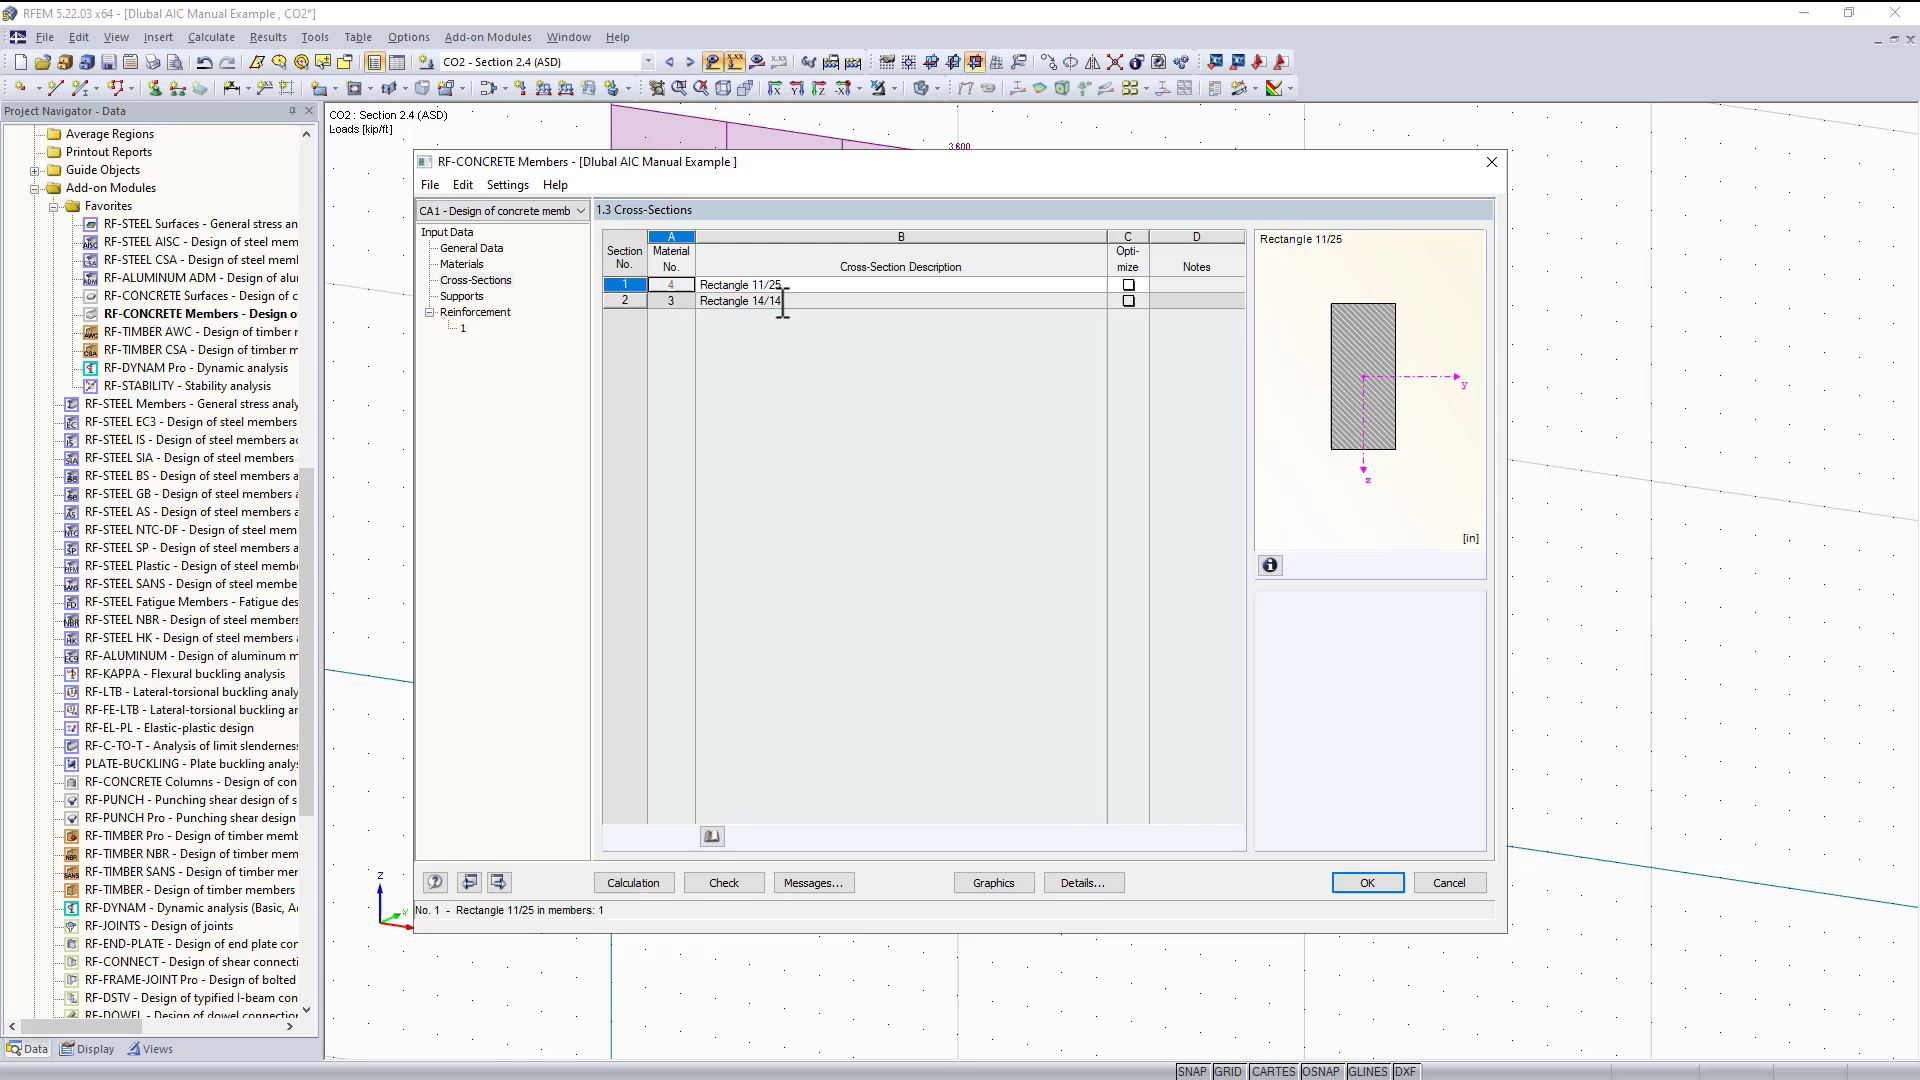 RFEM 5.22.03 x64 - [Dlubal AIC Manual Example , CO2*]
File Edit View Insert Calculate Results Tools Table Options Add-on Modules Window Help
CO2 - Section 2.4 (ASD)
Project Navigator - Data
Average Regions
Printout Reports
Guide Objects
Add-on Modules
Favorites
RF-STEEL Surfaces - General stress an
RF-STEEL AISC - Design of steel mem
RF-STEEL CSA - Design of steel meml
RF-ALUMINUM ADM - Design of alur
RF-CONCRETE Surfaces - Design of c
RF-CONCRETE Members - Design o
RF-TIMBER AWC - Design of timber r
RF-TIMBER CSA - Design of timber m
RF-DYNAM Pro - Dynamic analysis
RF-STABILITY - Stability analysis
RF-STEEL Members - General stress analy
RF-STEEL EC3 - Design of steel members
RF-STEEL IS - Design of steel members ac
RF-STEEL SIA - Design of steel members
RF-STEEL BS - Design of steel members a
RF-STEEL GB - Design of steel members a
RF-STEEL AS - Design of steel members a
RF-STEEL NTC-DF - Design of steel mem
RF-STEEL SP - Design of steel members a
RF-STEEL Plastic - Design of steel membe
RF-STEEL SANS - Design of steel membe
RF-STEEL Fatigue Members - Fatigue des
RF-STEEL NBR - Design of steel members
RF-STEEL HK - Design of steel members a
RF-ALUMINUM - Design of aluminum m
RF-KAPPA - Flexural buckling analysis
RF-LTB - Lateral-torsional buckling analy
RF-FE-LTB - Lateral-torsional buckling ar
RF-EL-PL - Elastic-plastic design
RF-C-TO-T - Analysis of limit slenderness
PLATE-BUCKLING - Plate buckling analys
RF-CONCRETE Columns - Design of con
RF-PUNCH - Punching shear design of s
RF-PUNCH Pro - Punching shear design
RF-TIMBER Pro - Design of timber memb
RF-TIMBER NBR - Design of timber mem
RF-TIMBER SANS - Design of timber mer
RF-TIMBER - Design of timber members
RF-DYNAM - Dynamic analysis (Basic, Ac
RF-JOINTS - Design of joints
RF-END-PLATE - Design of end plate con
RF-CONNECT - Design of shear connecti
RF-FRAME-JOINT Pro - Design of bolted
RF-DSTV - Design of typified I-beam con
RF-DOWEL - Design of dowel connection
Data Display Views
CO2 : Section 2.4 (ASD)
Loads [kip/ft]
3.600
Z
Y
RF-CONCRETE Members - [Dlubal AIC Manual Example ]
File Edit Settings Help
CA1 - Design of concrete memb
Input Data
General Data
Materials
Cross-Sections
Supports
Reinforcement
1
1.3 Cross-Sections
A B C D
Section No. Material No. Cross-Section Description Opti-mize Notes
1 4 Rectangle 11/25
2 3 Rectangle 14/14
Rectangle 11/25
y
z
[in]
Calculation Check Messages... Graphics Details... OK Cancel
No. 1 - Rectangle 11/25 in members: 1
SNAP GRID CARTES OSNAP GLINES DXF